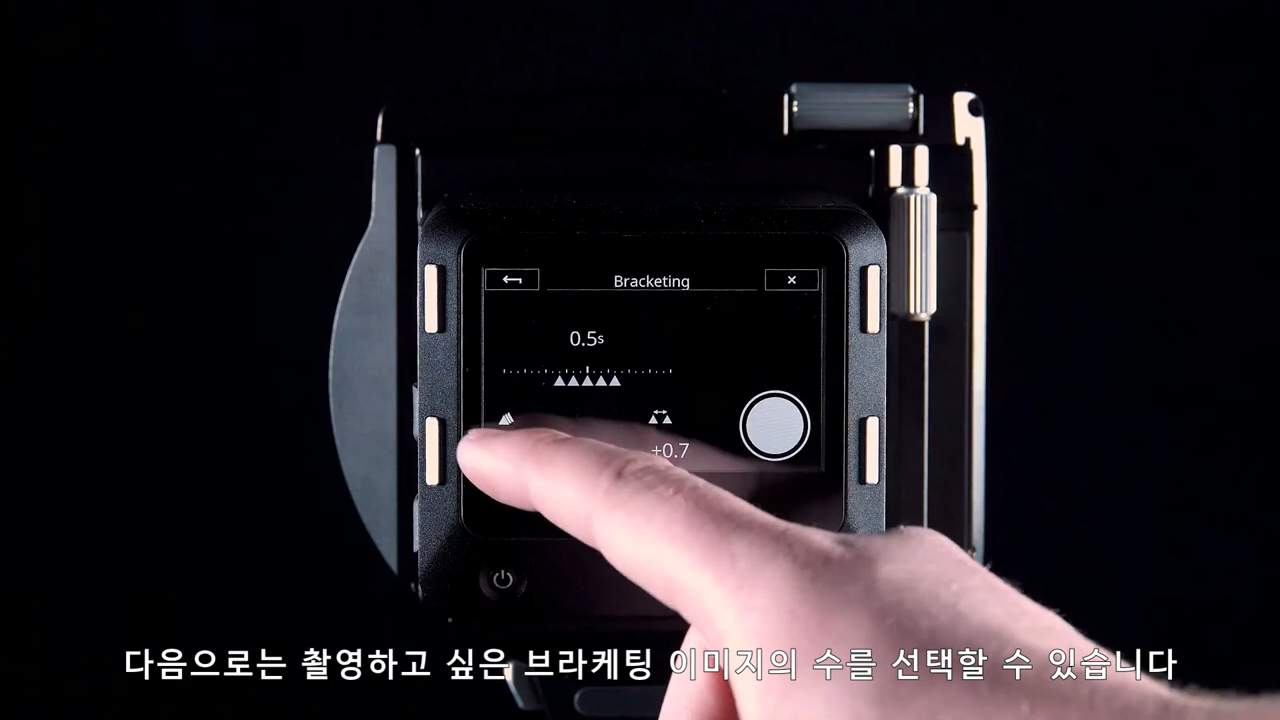 Bracketing
0.5s
+0.7
다음으로는 촬영하고 싶은 브라케팅 이미지의 수를 선택할 수 있습니다